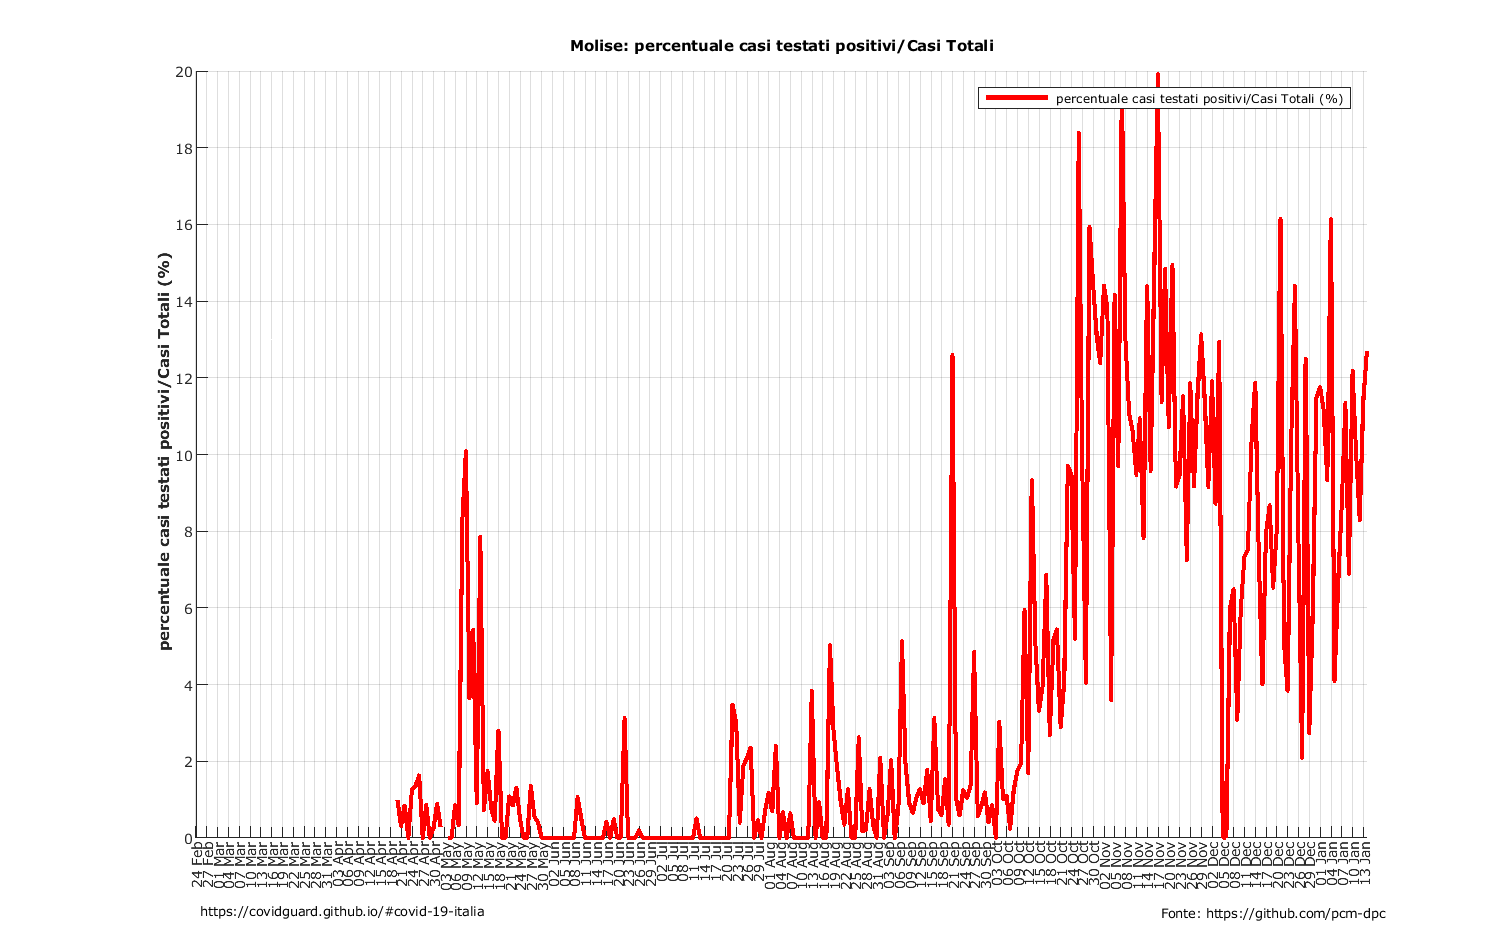 Molise: percentuale casi testati positivi/Casi Totali
percentuale casi testati positivi/Casi Totali (%)
percentuale casi testati positivi/Casi Totali (%)
20
18
16
14
12
10
8
6
4
2
0
24 Feb
27 Feb
01 Mar
04 Mar
07 Mar
10 Mar
13 Mar
16 Mar
19 Mar
22 Mar
25 Mar
28 Mar
31 Mar
03 Apr
06 Apr
09 Apr
12 Apr
15 Apr
18 Apr
21 Apr
24 Apr
27 Apr
30 Apr
03 May
06 May
09 May
12 May
15 May
18 May
21 May
24 May
27 May
30 May
02 Jun
05 Jun
08 Jun
11 Jun
14 Jun
17 Jun
20 Jun
23 Jun
26 Jun
29 Jun
02 Jul
05 Jul
08 Jul
11 Jul
14 Jul
17 Jul
20 Jul
23 Jul
26 Jul
29 Jul
01 Aug
04 Aug
07 Aug
10 Aug
13 Aug
16 Aug
19 Aug
22 Aug
25 Aug
28 Aug
31 Aug
03 Sep
06 Sep
09 Sep
12 Sep
15 Sep
18 Sep
21 Sep
24 Sep
27 Sep
30 Sep
03 Oct
06 Oct
09 Oct
12 Oct
15 Oct
18 Oct
21 Oct
24 Oct
27 Oct
30 Oct
02 Nov
05 Nov
08 Nov
11 Nov
14 Nov
17 Nov
20 Nov
23 Nov
26 Nov
29 Nov
02 Dec
05 Dec
08 Dec
11 Dec
14 Dec
17 Dec
20 Dec
23 Dec
26 Dec
29 Dec
01 Jan
04 Jan
07 Jan
10 Jan
13 Jan
https://covidguard.github.io/#covid-19-italia
Fonte: https://github.com/pcm-dpc